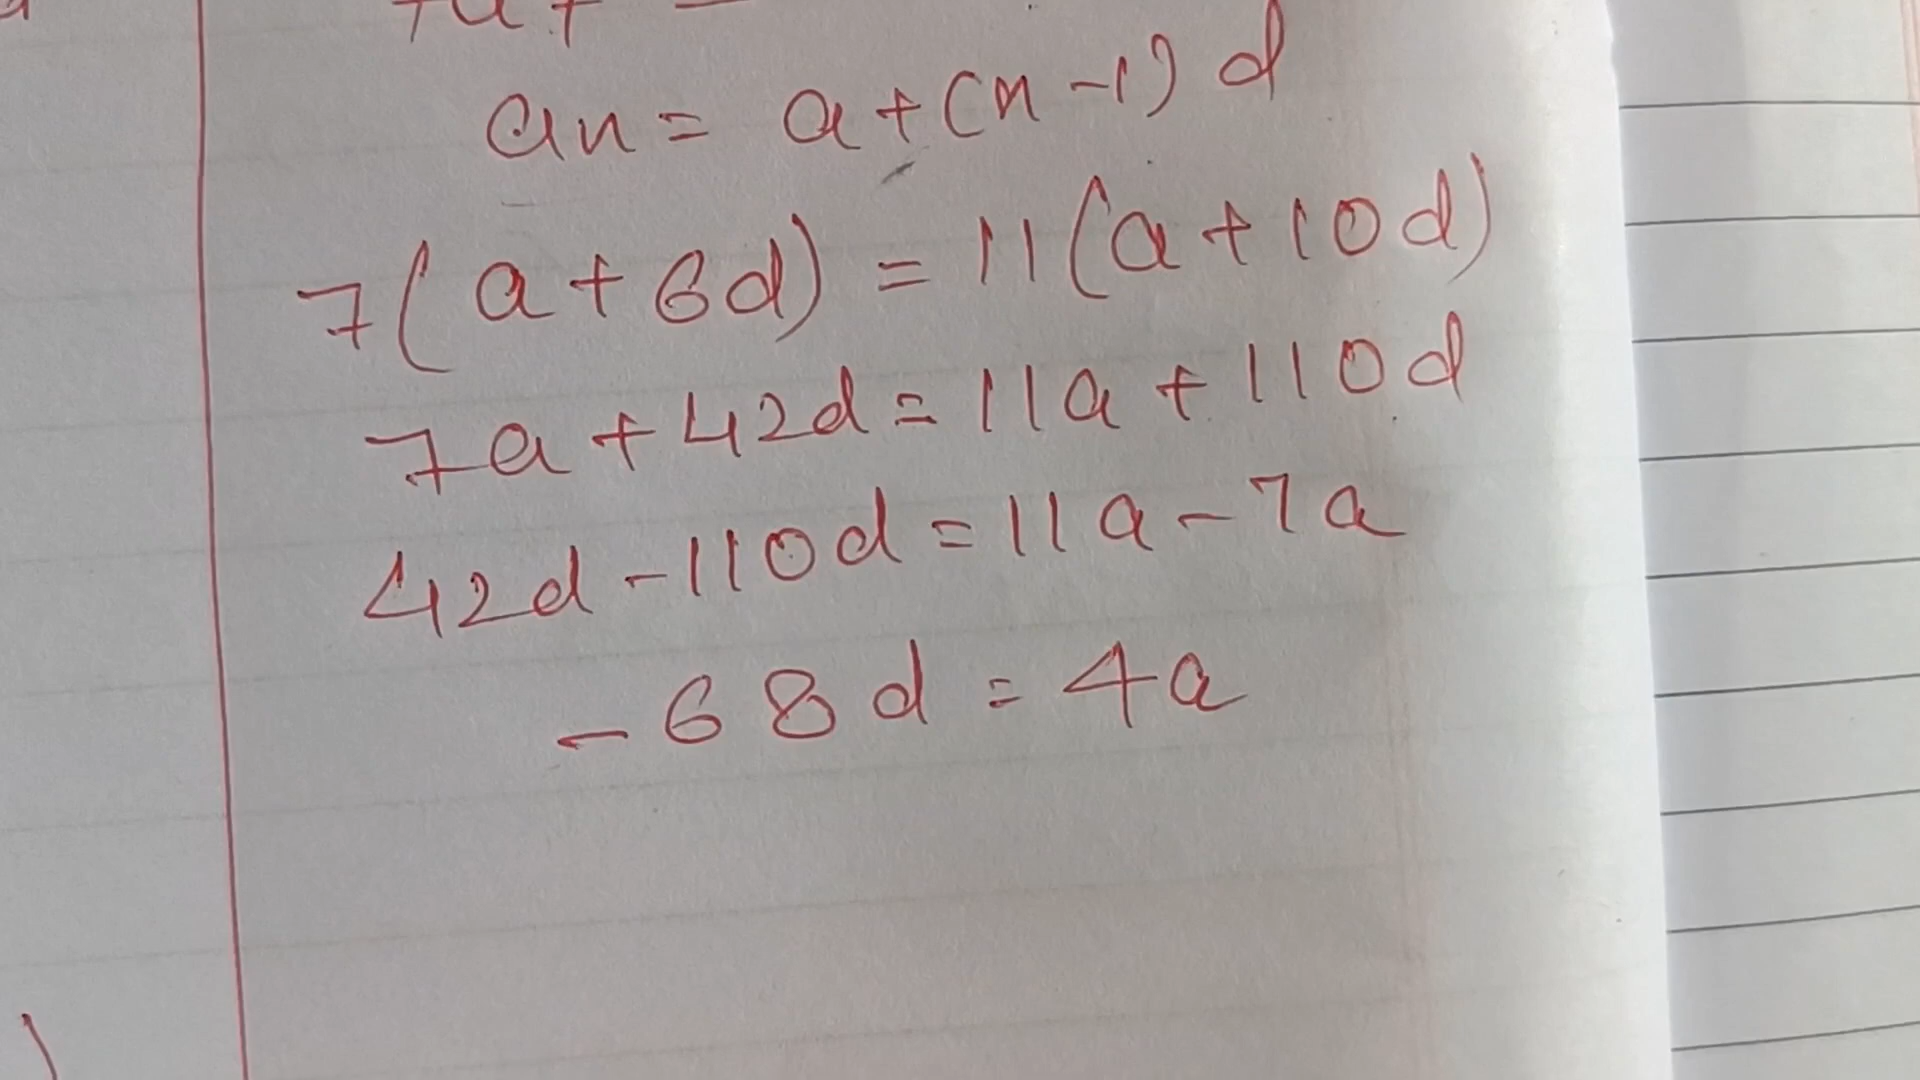 an = a + (n - 1) d
7(a + 6d) = 11(a + 10d)
7a + 42d = 11a + 110d
42d - 110d = 11a - 7a
- 68d = 4a